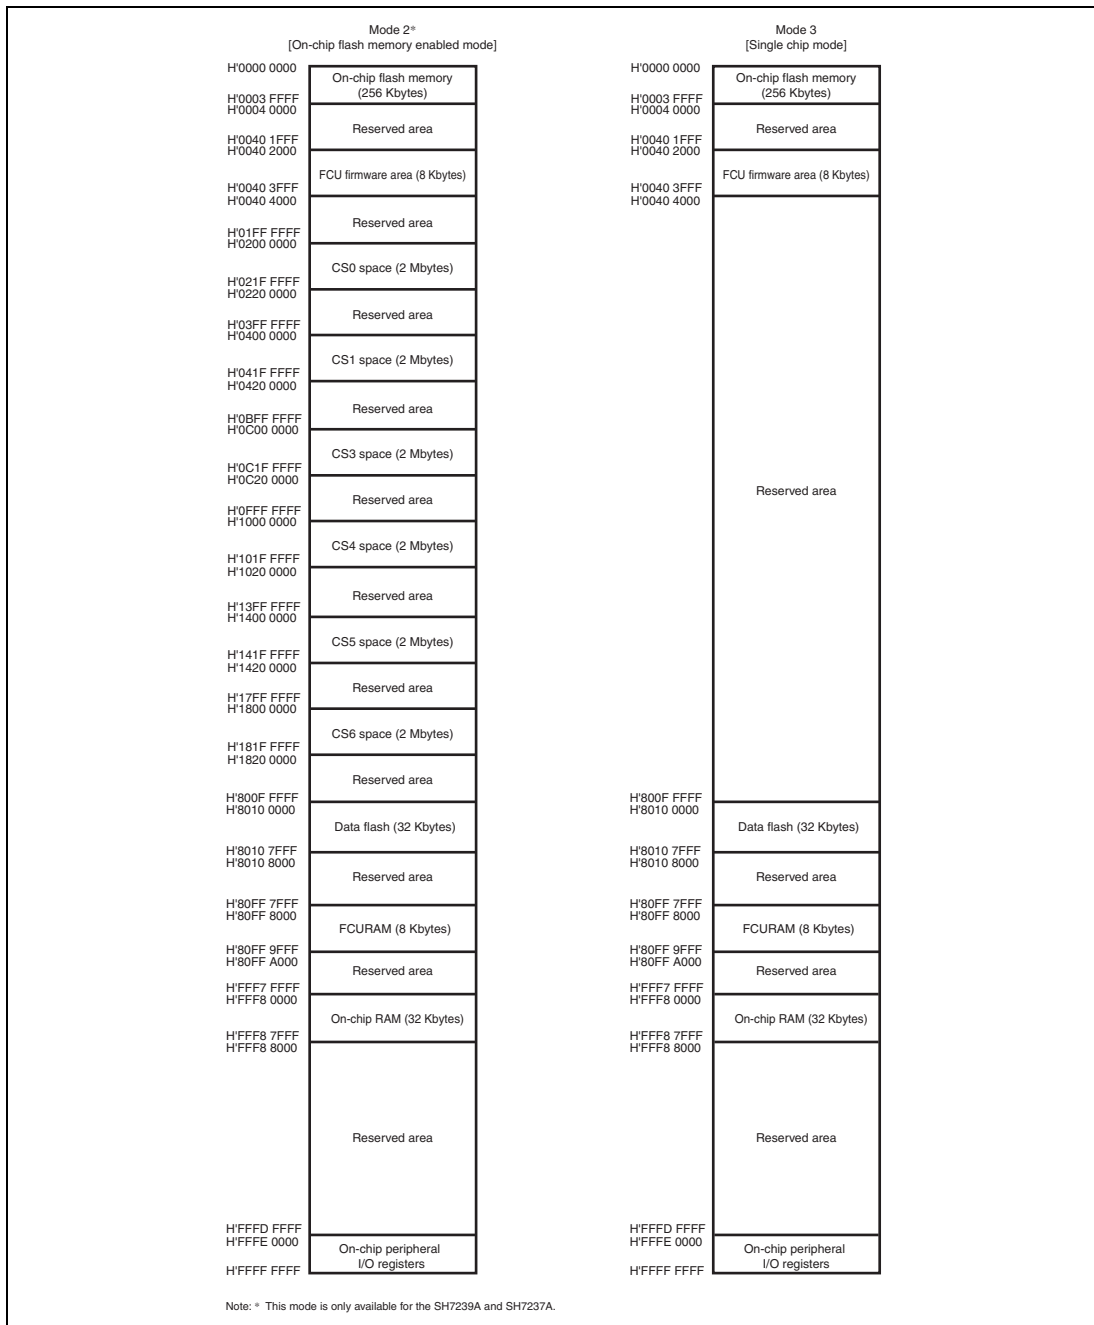 Mode 2*
[On-chip flash memory enabled mode]
H'0000 0000
On-chip flash memory
(256 Kbytes)
H'0003 FFFF
H'0004 0000
Reserved area
H'0040 1FFF
H'0040 2000
FCU firmware area (8 Kbytes)
H'0040 3FFF
H'0040 4000
Reserved area
H'01FF FFFF
H'0200 0000
CS0 space (2 Mbytes)
H'021F FFFF
H'0220 0000
Reserved area
H'03FF FFFF
H'0400 0000
CS1 space (2 Mbytes)
H'041F FFFF
H'0420 0000
Reserved area
H'0BFF FFFF
H'0C00 0000
CS3 space (2 Mbytes)
H'0C1F FFFF
H'0C20 0000
Reserved area
H'0FFF FFFF
H'1000 0000
CS4 space (2 Mbytes)
H'101F FFFF
H'1020 0000
Reserved area
H'13FF FFFF
H'1400 0000
CS5 space (2 Mbytes)
H'141F FFFF
H'1420 0000
Reserved area
H'17FF FFFF
H'1800 0000
CS6 space (2 Mbytes)
H'181F FFFF
H'1820 0000
Reserved area
H'800F FFFF
H'8010 0000
Data flash (32 Kbytes)
H'8010 7FFF
H'8010 8000
Reserved area
H'80FF 7FFF
H'80FF 8000
FCURAM (8 Kbytes)
H'80FF 9FFF
H'80FF A000
Reserved area
H'FFF7 FFFF
H'FFF8 0000
On-chip RAM (32 Kbytes)
H'FFF8 7FFF
H'FFF8 8000
Reserved area
H'FFFD FFFF
H'FFFE 0000
On-chip peripheral
I/O registers
H'FFFF FFFF
Mode 3
[Single chip mode]
H'0000 0000
On-chip flash memory
(256 Kbytes)
H'0003 FFFF
H'0004 0000
Reserved area
H'0040 1FFF
H'0040 2000
FCU firmware area (8 Kbytes)
H'0040 3FFF
H'0040 4000
Reserved area
H'800F FFFF
H'8010 0000
Data flash (32 Kbytes)
H'8010 7FFF
H'8010 8000
Reserved area
H'80FF 7FFF
H'80FF 8000
FCURAM (8 Kbytes)
H'80FF 9FFF
H'80FF A000
Reserved area
H'FFF7 FFFF
H'FFF8 0000
On-chip RAM (32 Kbytes)
H'FFF8 7FFF
H'FFF8 8000
Reserved area
H'FFFD FFFF
H'FFFE 0000
On-chip peripheral
I/O registers
H'FFFF FFFF
Note: * This mode is only available for the SH7239A and SH7237A.